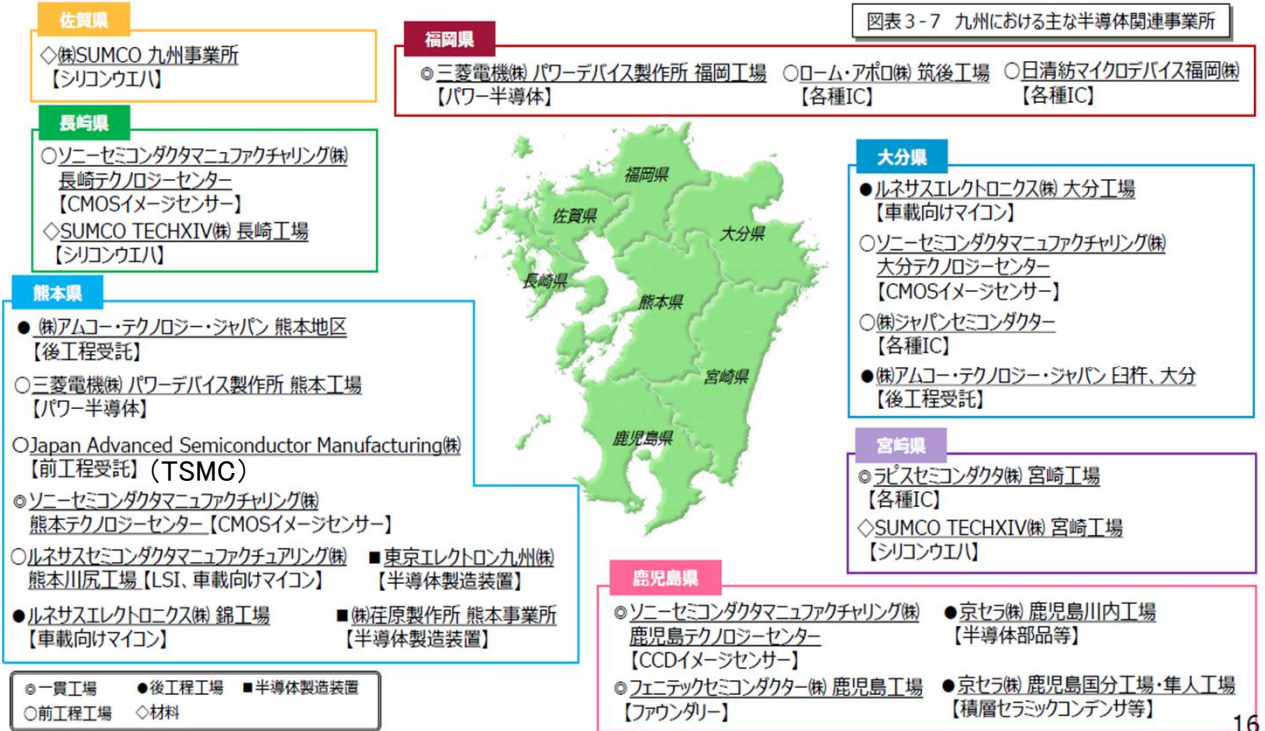 図表３-７ 九州における主な半導体関連事業所
佐賀県
◇㈱SUMCO 九州事業所
【シリコンウエハ】
福岡県
◎三菱電機㈱ パワーデバイス製作所 福岡工場
【パワー半導体】
○ローム・アポロ㈱ 筑後工場
【各種IC】
○日清紡マイクロデバイス福岡㈱
【各種IC】
長崎県
○ソニーセミコンダクタマニュファクチャリング㈱
長崎テクノロジーセンター
【CMOSイメージセンサー】
◇SUMCO TECHXIV㈱ 長崎工場
【シリコンウエハ】
福岡県
佐賀県
大分県
長崎県
熊本県
宮崎県
鹿児島県
大分県
●ルネサスエレクトロニクス㈱ 大分工場
【車載向けマイコン】
○ソニーセミコンダクタマニュファクチャリング㈱
大分テクノロジーセンター
【CMOSイメージセンサー】
○㈱ジャパンセミコンダクター
【各種IC】
●㈱アムコー・テクノロジー・ジャパン 臼杵、大分
【後工程受託】
熊本県
● ㈱アムコー・テクノロジー・ジャパン 熊本地区
【後工程受託】
○三菱電機㈱ パワーデバイス製作所 熊本工場
【パワー半導体】
○Japan Advanced Semiconductor Manufacturing㈱
【前工程受託】（TSMC）
◎ソニーセミコンダクタマニュファクチャリング㈱
熊本テクノロジーセンター【CMOSイメージセンサー】
○ルネサスセミコンダクタマニュファクチュアリング㈱
熊本川尻工場【LSI、車載向けマイコン】
■東京エレクトロン九州㈱
【半導体製造装置】
●ルネサスエレクトロニクス㈱ 錦工場
【車載向けマイコン】
■㈱荏原製作所 熊本事業所
【半導体製造装置】
宮崎県
◎ラピスセミコンダクタ㈱ 宮崎工場
【各種IC】
◇SUMCO TECHXIV㈱ 宮崎工場
【シリコンウエハ】
鹿児島県
◎ソニーセミコンダクタマニュファクチャリング㈱
鹿児島テクノロジーセンター
【CCDイメージセンサー】
●京セラ㈱ 鹿児島川内工場
【半導体部品等】
◎フェニテックセミコンダクター㈱ 鹿児島工場
【ファウンダリー】
●京セラ㈱ 鹿児島国分工場・隼人工場
【積層セラミックコンデンサ等】
◎一貫工場 ●後工程工場 ■半導体製造装置
○前工程工場 ◇材料
16